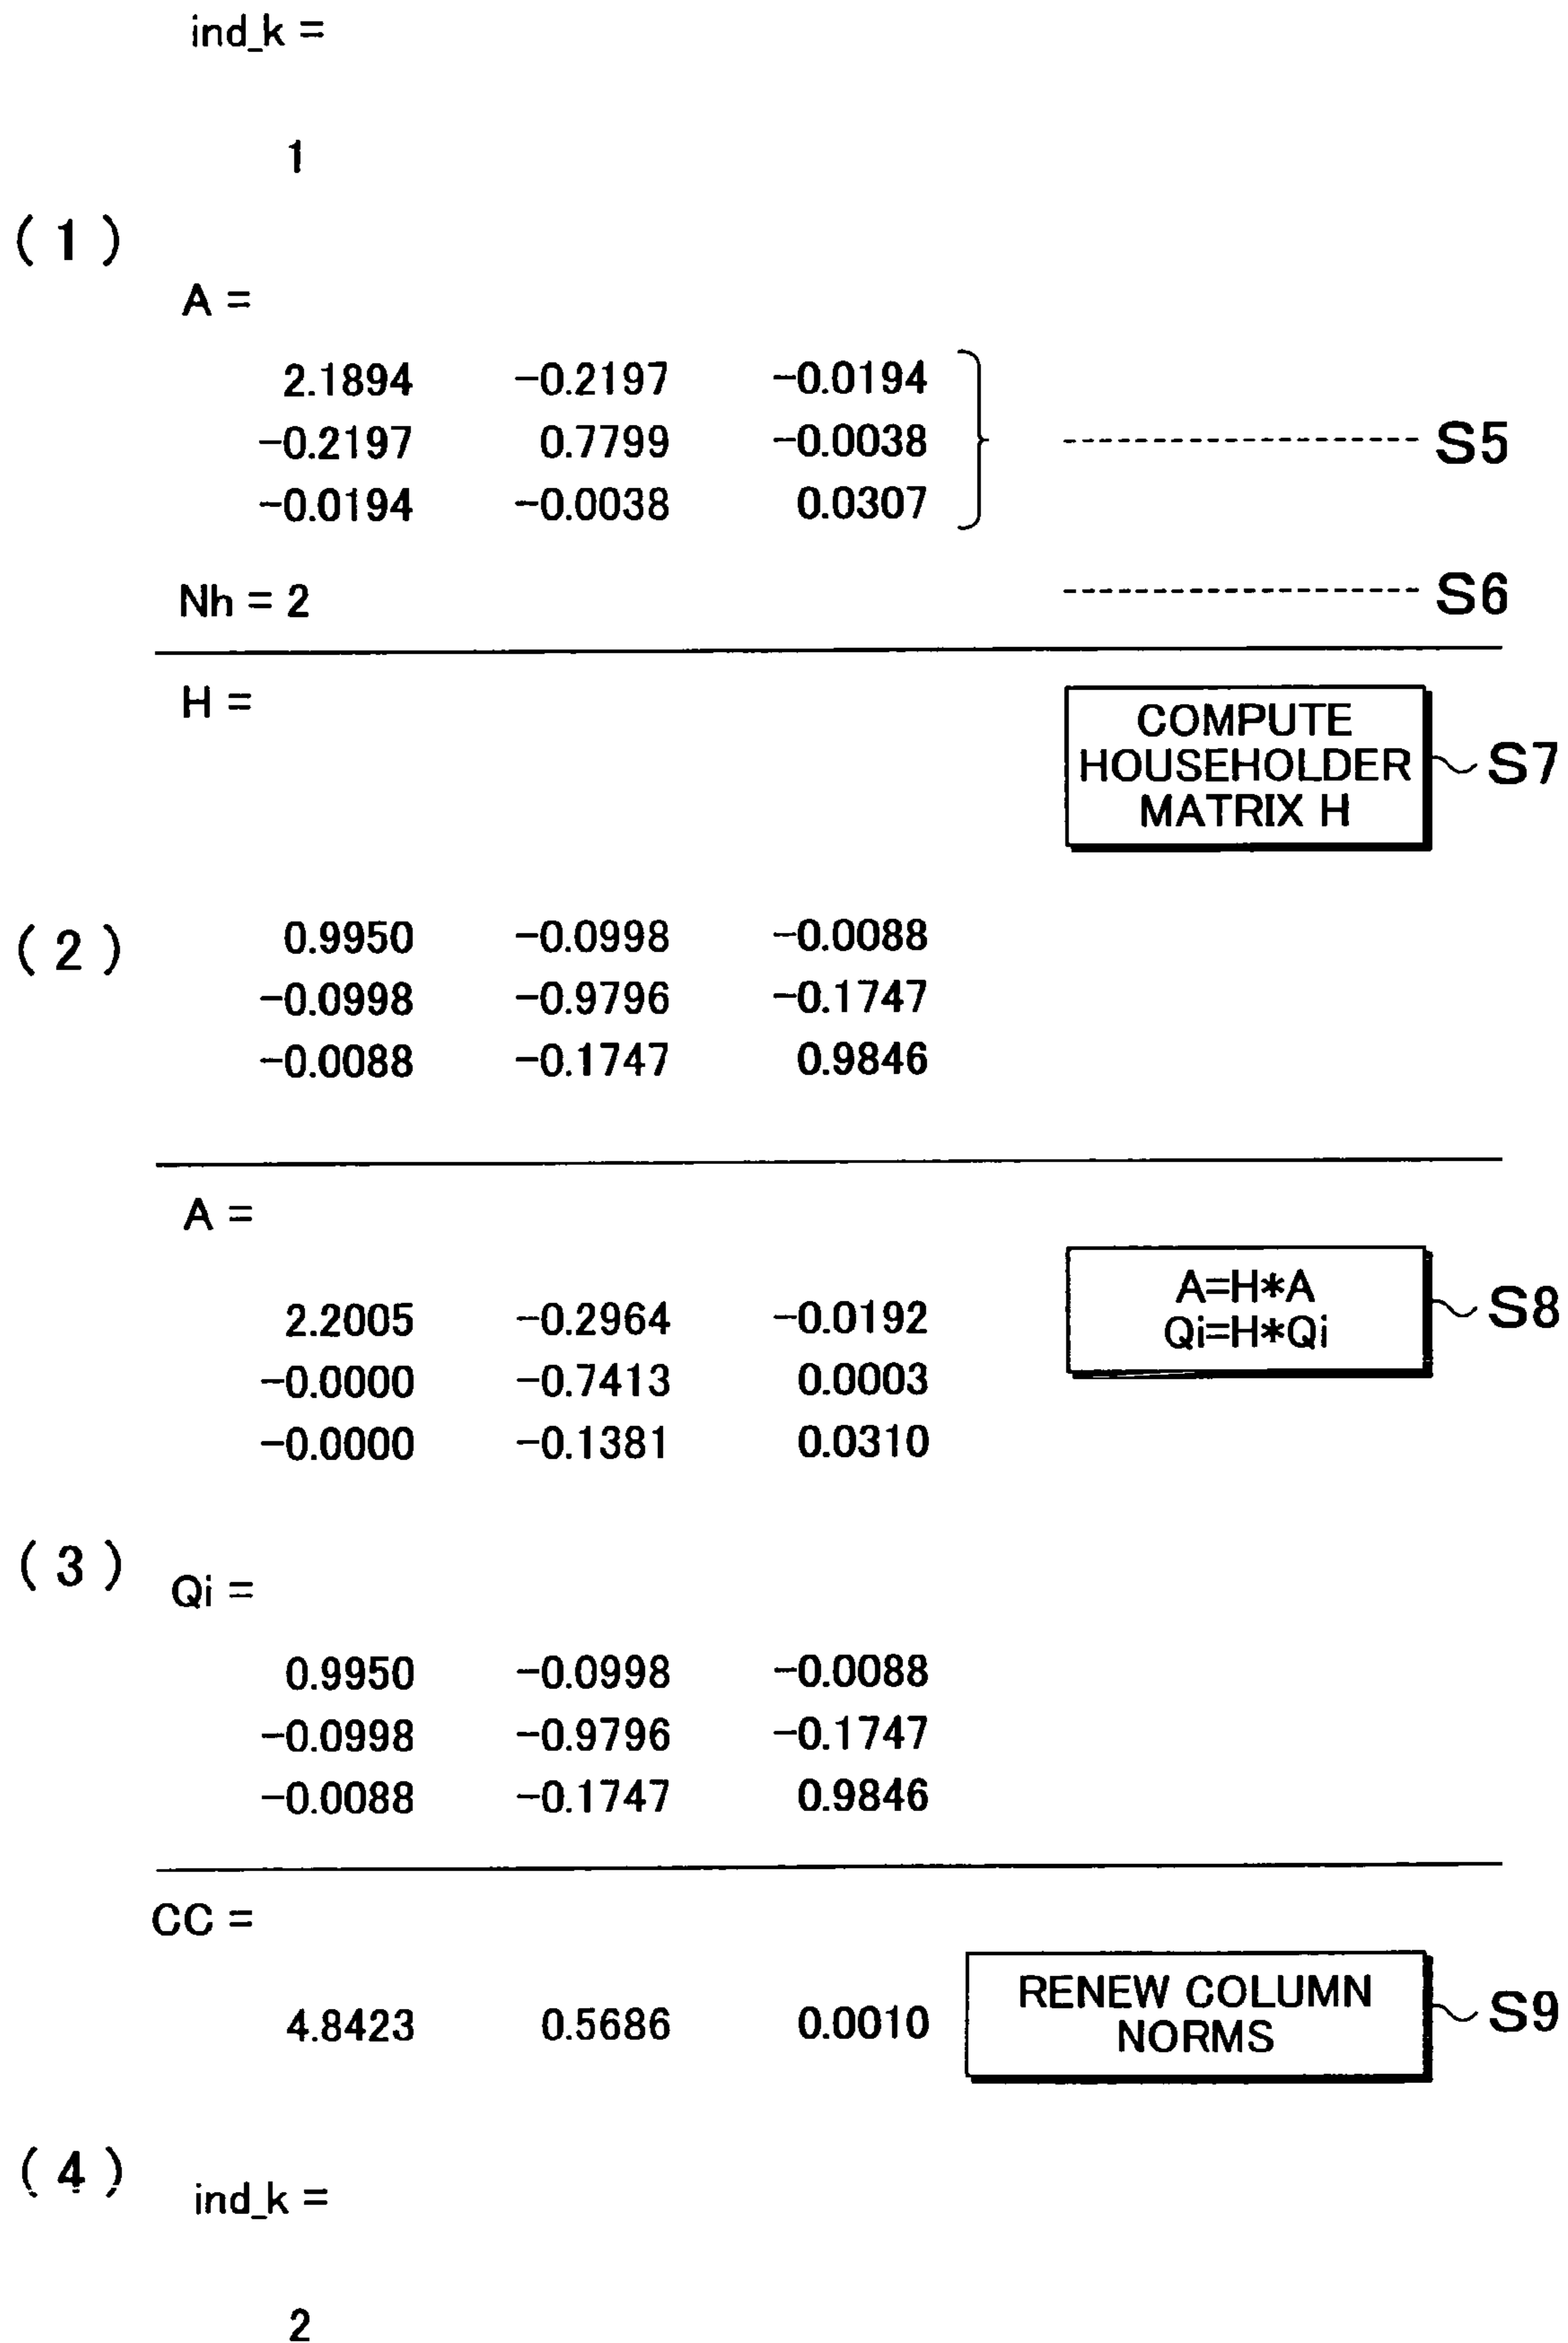 ind_k =
1
(1)
A =
2.1894 -0.2197 -0.0194
-0.2197 0.7799 -0.0038 S5
-0.0194 -0.0038 0.0307
Nh = 2 S6
H =
COMPUTE
HOUSEHOLDER
MATRIX H
S7
(2) 0.9950 -0.0998 -0.0088
-0.0998 -0.9796 -0.1747
-0.0088 -0.1747 0.9846
A =
A=H*A
Qi=H*Qi
S8
2.2005 -0.2964 -0.0192
-0.0000 -0.7413 0.0003
-0.0000 -0.1381 0.0310
(3)
Qi =
0.9950 -0.0998 -0.0088
-0.0998 -0.9796 -0.1747
-0.0088 -0.1747 0.9846
CC =
4.8423 0.5686 0.0010
RENEW COLUMN
NORMS
S9
(4)
ind_k =
2